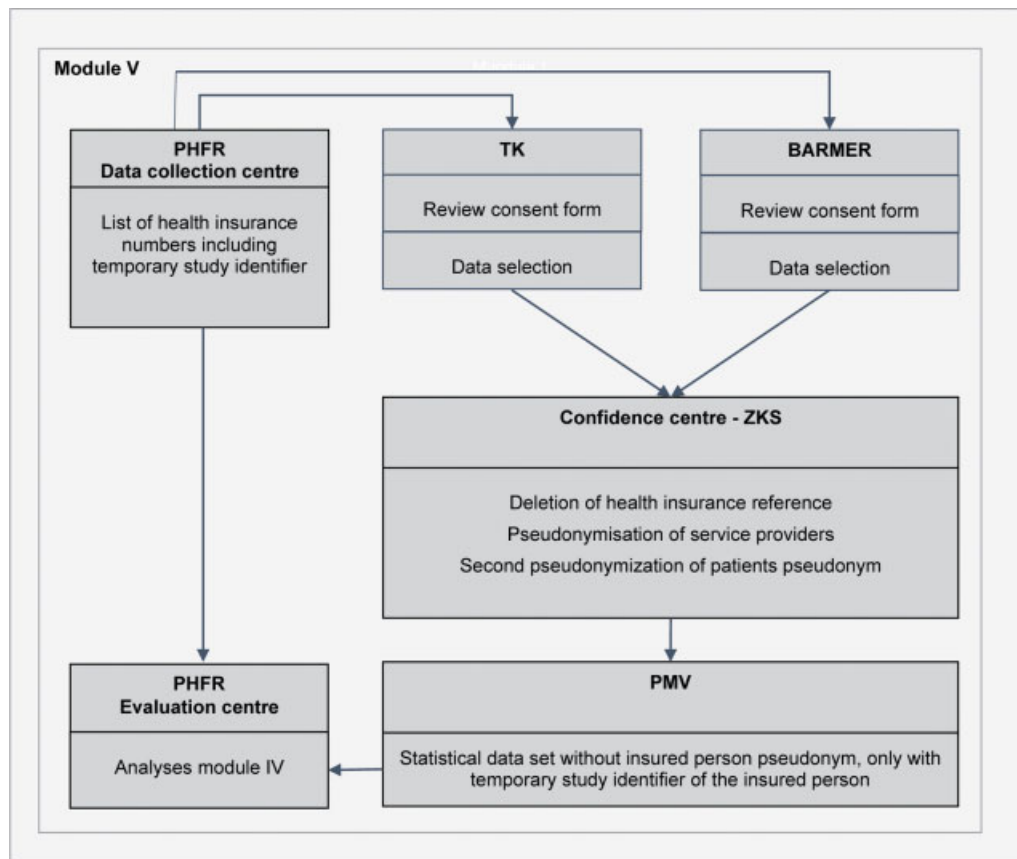 Module V
PHFR
Data collection centre
List of health insurance
numbers including
temporary study identifier
TK
Review consent form
Data selection
BARMER
Review consent form
Data selection
Confidence centre - ZKS
Deletion of health insurance reference
Pseudonymisation of service providers
Second pseudonymization of patients pseudonym
PHFR
Evaluation centre
Analyses module IV
PMV
Statistical data set without insured person pseudonym, only with
temporary study identifier of the insured person